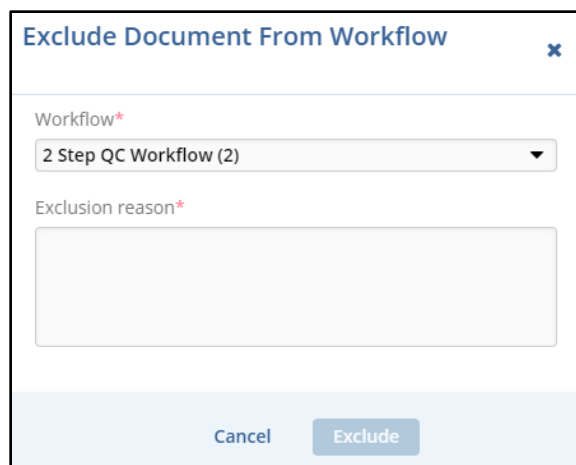 Exclude Document From Workflow
Workflow*
2 Step QC Workflow (2)
Exclusion reason*
Cancel
Exclude